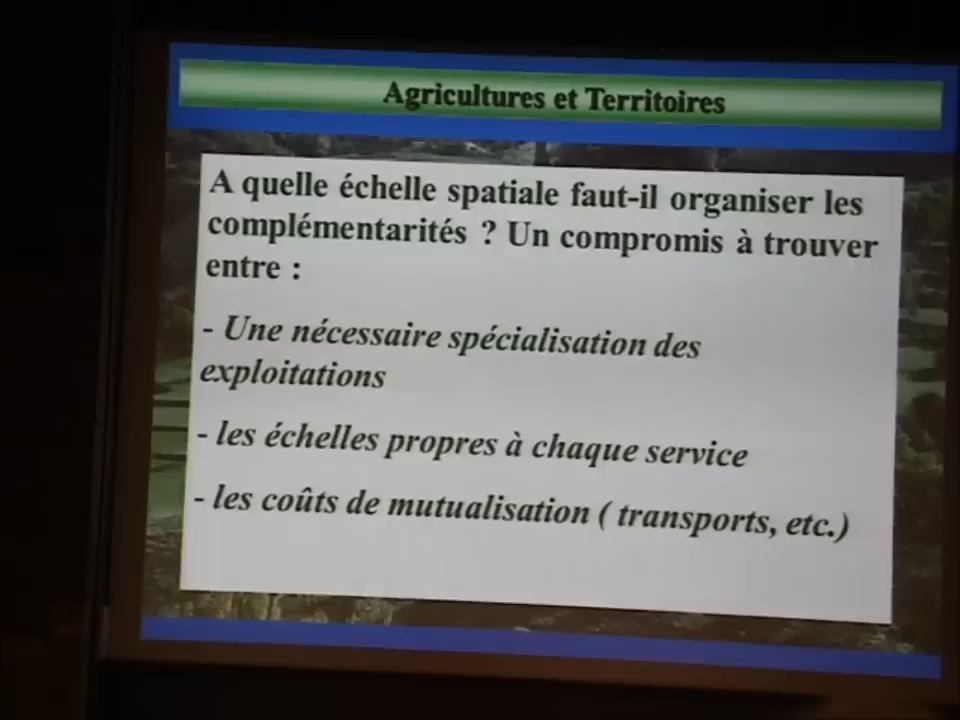 Agricultures et Territoires
A quelle échelle spatiale faut-il organiser les
complémentarités ? Un compromis à trouver
entre :
- Une nécessaire spécialisation des
exploitations
- les échelles propres à chaque service
- les coûts de mutualisation ( transports, etc.)